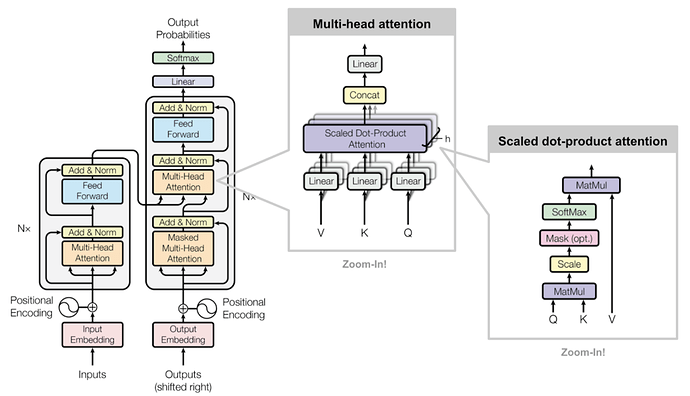 Output
Probabilities
Softmax
Linear
Add & Norm
Feed
Forward
Add & Norm
Multi-Head
Attention
Add & Norm
Masked
Multi-Head
Attention
Nx
Add & Norm
Feed
Forward
Nx
Add & Norm
Multi-Head
Attention
Positional
Encoding
Positional
Encoding
Input
Embedding
Output
Embedding
Inputs
Outputs
(shifted right)
Multi-head attention
Linear
Concat
Scaled Dot-Product
Attention
h
Linear
Linear
Linear
V
K
Q
Zoom-In!
Scaled dot-product attention
MatMul
SoftMax
Mask (opt.)
Scale
MatMul
Q
K
V
Zoom-In!